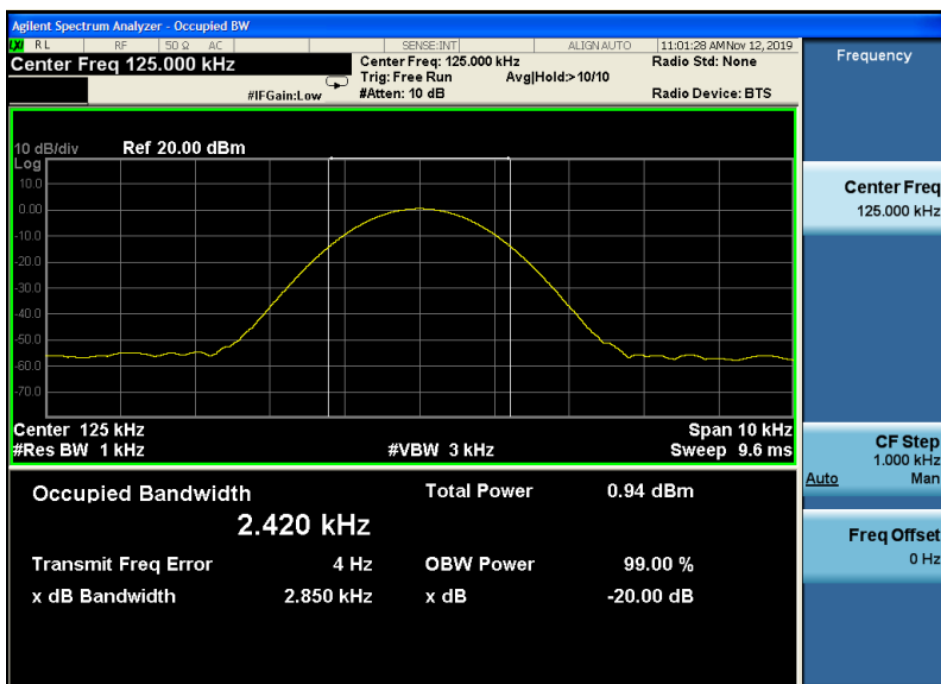 Agilent Spectrum Analyzer - Occupied BW
LXI RL RF 50 Ω AC SENSE:INT ALIGN AUTO 11:01:28 AM Nov 12, 2019
Center Freq 125.000 kHz
Center Freq: 125.000 kHz
Radio Std: None
Trig: Free Run
Avg|Hold:> 10/10
#IFGain:Low
#Atten: 10 dB
Radio Device: BTS
10 dB/div
Ref 20.00 dBm
Log
10.0
0.00
-10.0
-20.0
-30.0
-40.0
-50.0
-60.0
-70.0
Center 125 kHz
Span 10 kHz
#Res BW 1 kHz
#VBW 3 kHz
Sweep 9.6 ms
Occupied Bandwidth
Total Power 0.94 dBm
2.420 kHz
Transmit Freq Error 4 Hz
OBW Power 99.00 %
x dB Bandwidth 2.850 kHz
x dB -20.00 dB
Frequency
Center Freq
125.000 kHz
CF Step
1.000 kHz
Auto Man
Freq Offset
0 Hz